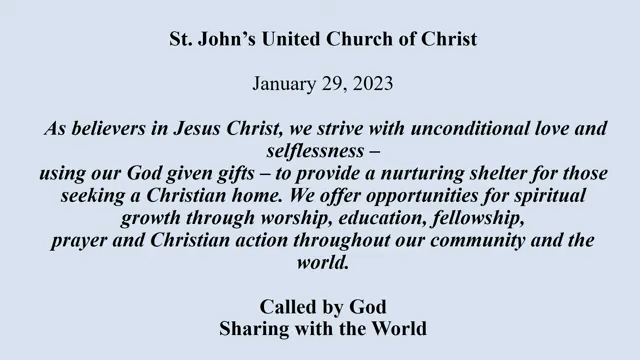 St. John’s United Church of Christ
January 29, 2023
As believers in Jesus Christ, we strive with unconditional love and
selflessness –
using our God given gifts – to provide a nurturing shelter for those
seeking a Christian home. We offer opportunities for spiritual
growth through worship, education, fellowship,
prayer and Christian action throughout our community and the
world.
Called by God
Sharing with the World